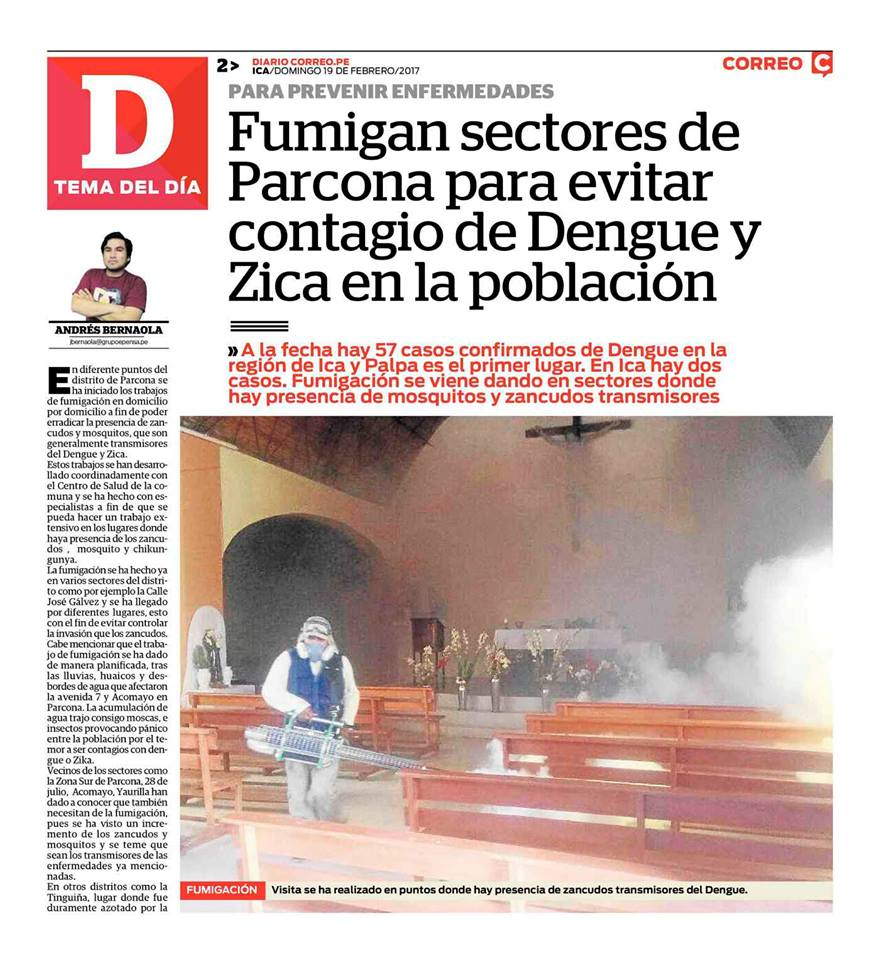 D
TEMA DEL DÍA
2>
DIARIO CORREO.PE
ICA/DOMINGO 19 DE FEBRERO/2017
CORREO Ç
PARA PREVENIR ENFERMEDADES
Fumigan sectores de
Parcona para evitar
contagio de Dengue y
Zica en la población
» A la fecha hay 57 casos confirmados de Dengue en la
región de Ica y Palpa es el primer lugar. En Ica hay dos
casos. Fumigación se viene dando en sectores donde
hay presencia de mosquitos y zancudos transmisores
ANDRÉS BERNAOLA
jbernaola@grupoepensa.pe
En diferente puntos del
distrito de Parcona se
ha iniciado los trabajos
de fumigación en domicilio
por domicilio a fin de poder
erradicar la presencia de zan-
cudos y mosquitos, que son
generalmente transmisores
del Dengue y Zica.
Estos trabajos se han desarro-
llado coordinadamente con
el Centro de Salud de la co-
muna y se ha hecho con es-
pecialistas a fin de que se
pueda hacer un trabajo ex-
tensivo en los lugares donde
haya presencia de los zancu-
dos , mosquito y chikun-
gunya.
La fumigación se ha hecho ya
en varios sectores del distri-
to como por ejemplo la Calle
José Gálvez y se ha llegado
por diferentes lugares, esto
con el fin de evitar controlar
la invasión que los zancudos.
Cabe mencionar que el traba-
jo de fumigación se ha dado
de manera planificada, tras
las lluvias, huaicos y des-
bordes de agua que afectaron
la avenida 7 y Acomayo en
Parcona. La acumulación de
agua trajo consigo moscas, e
insectos provocando pánico
entre la población por el te-
mor a ser contagios con den-
gue o Zika.
Vecinos de los sectores como
la Zona Sur de Parcona, 28 de
julio, Acomayo, Yaurilla han
dado a conocer que también
necesitan de la fumigación,
pues se ha visto un incre-
mento de los zancudos y
mosquitos y se teme que
sean los transmisores de las
enfermedades ya mencio-
nadas.
En otros distritos como la
Tinguiña, lugar donde fue
duramente azotado por la
FUMIGACIÓN
Visita se ha realizado en puntos donde hay presencia de zancudos transmisores del Dengue.